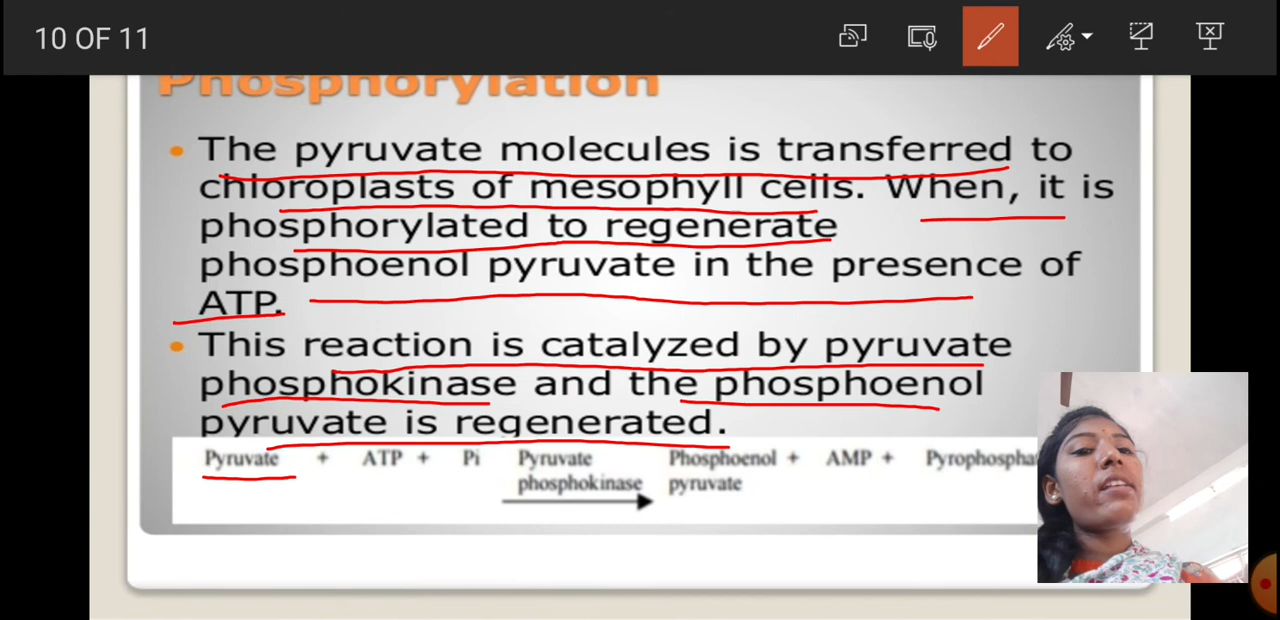 10 OF 11
Phosphorylation
• The pyruvate molecules is transferred to
chloroplasts of mesophyll cells. When, it is
phosphorylated to regenerate
phosphoenol pyruvate in the presence of
ATP.
• This reaction is catalyzed by pyruvate
phosphokinase and the phosphoenol
pyruvate is regenerated.
Pyruvate + ATP + Pi Pyruvate Phosphoenol + AMP + Pyrophospha
phosphokinase pyruvate